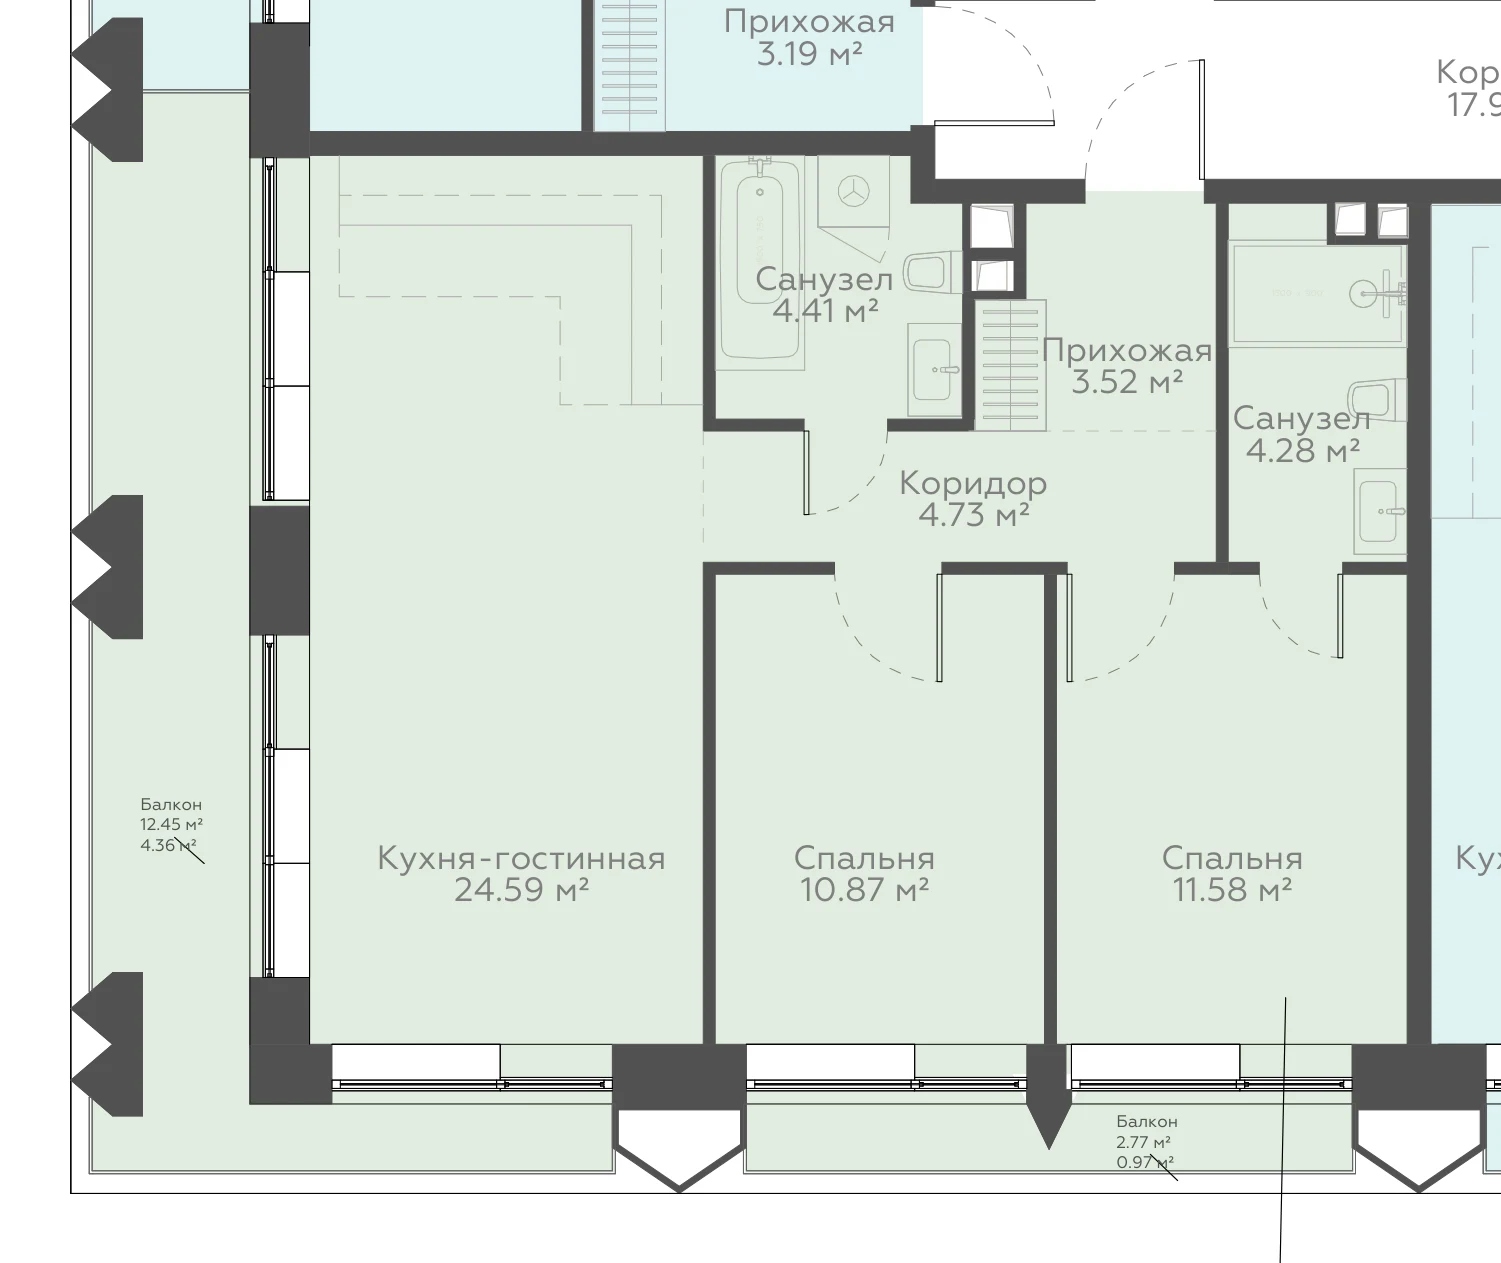 Прихожая
3.19 м²
Кор
17.9
Санузел
4.41 м²
Прихожая
3.52 м²
Санузел
4.28 м²
Коридор
4.73 м²
Балкон
12.45 м²
4.36 м²
Кухня-гостинная
24.59 м²
Спальня
10.87 м²
Спальня
11.58 м²
Ку
Балкон
2.77 м²
0.97 м²